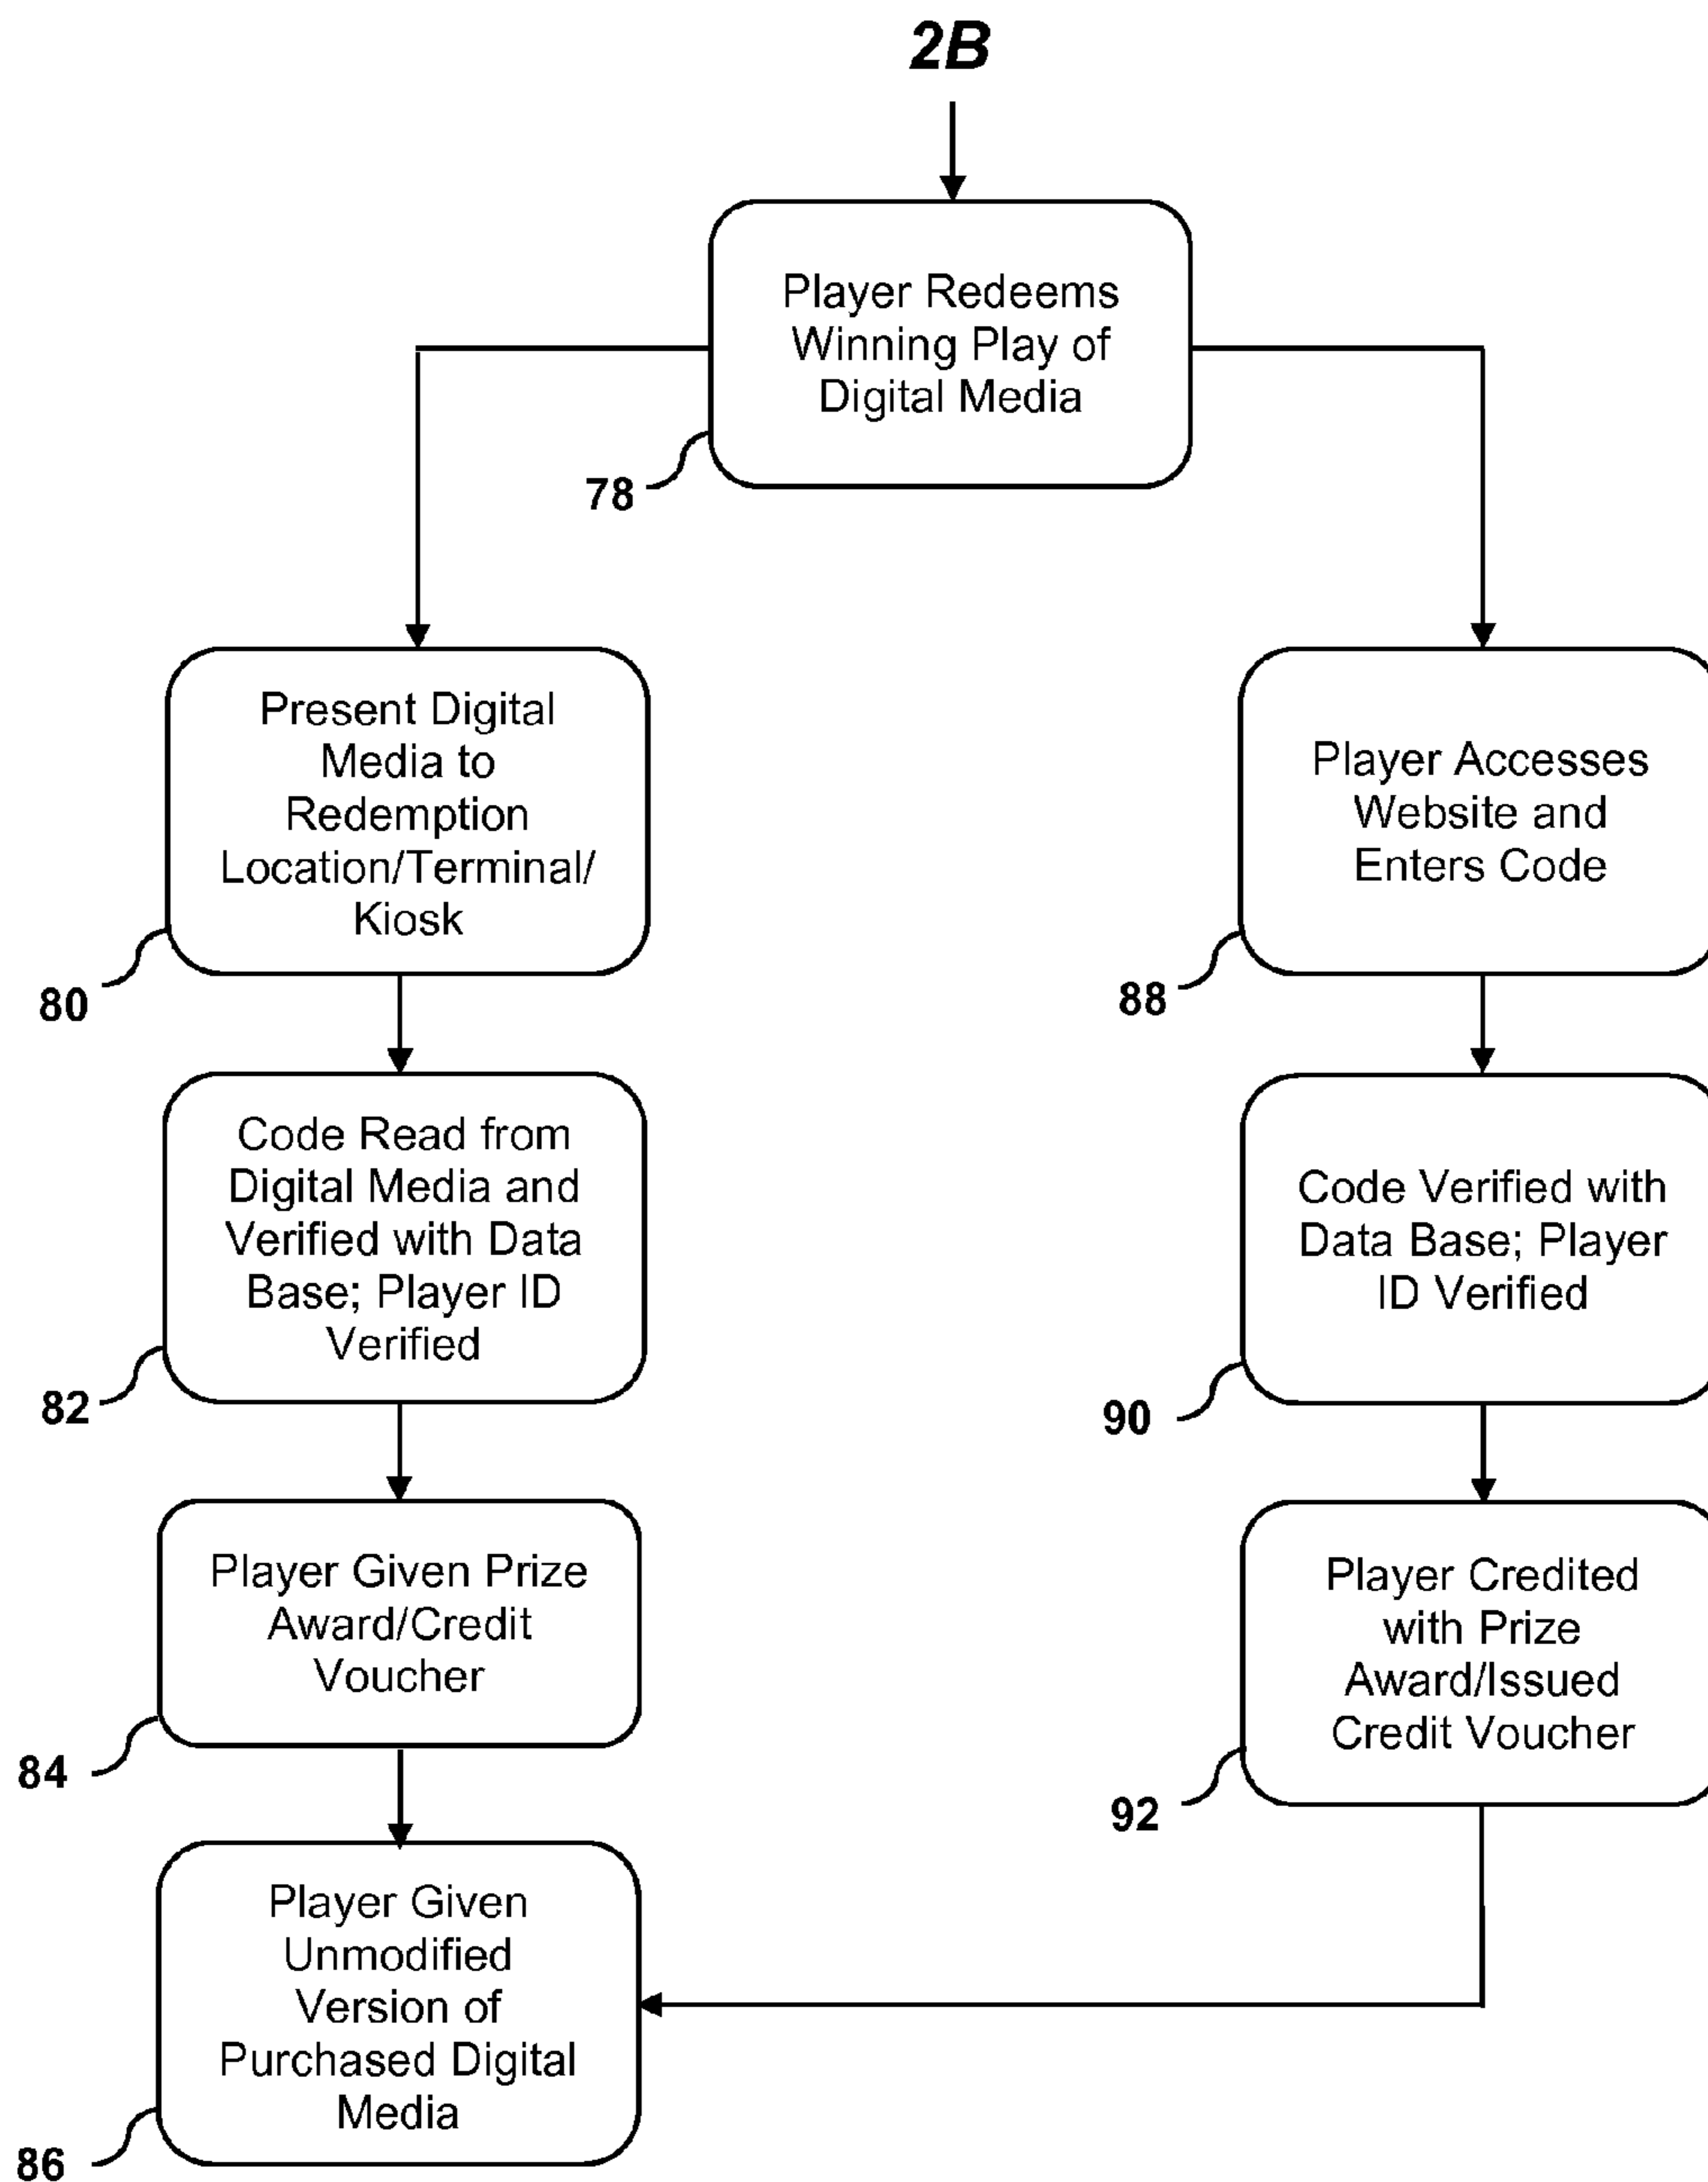 2B
Player Redeems
Winning Play of
Digital Media
78
Present Digital
Media to
Redemption
Location/Terminal/
Kiosk
80
Code Read from
Digital Media and
Verified with Data
Base; Player ID
Verified
82
Player Given Prize
Award/Credit
Voucher
84
Player Given
Unmodified
Version of
Purchased Digital
Media
86
Player Accesses
Website and
Enters Code
88
Code Verified with
Data Base; Player
ID Verified
90
Player Credited
with Prize
Award/Issued
Credit Voucher
92